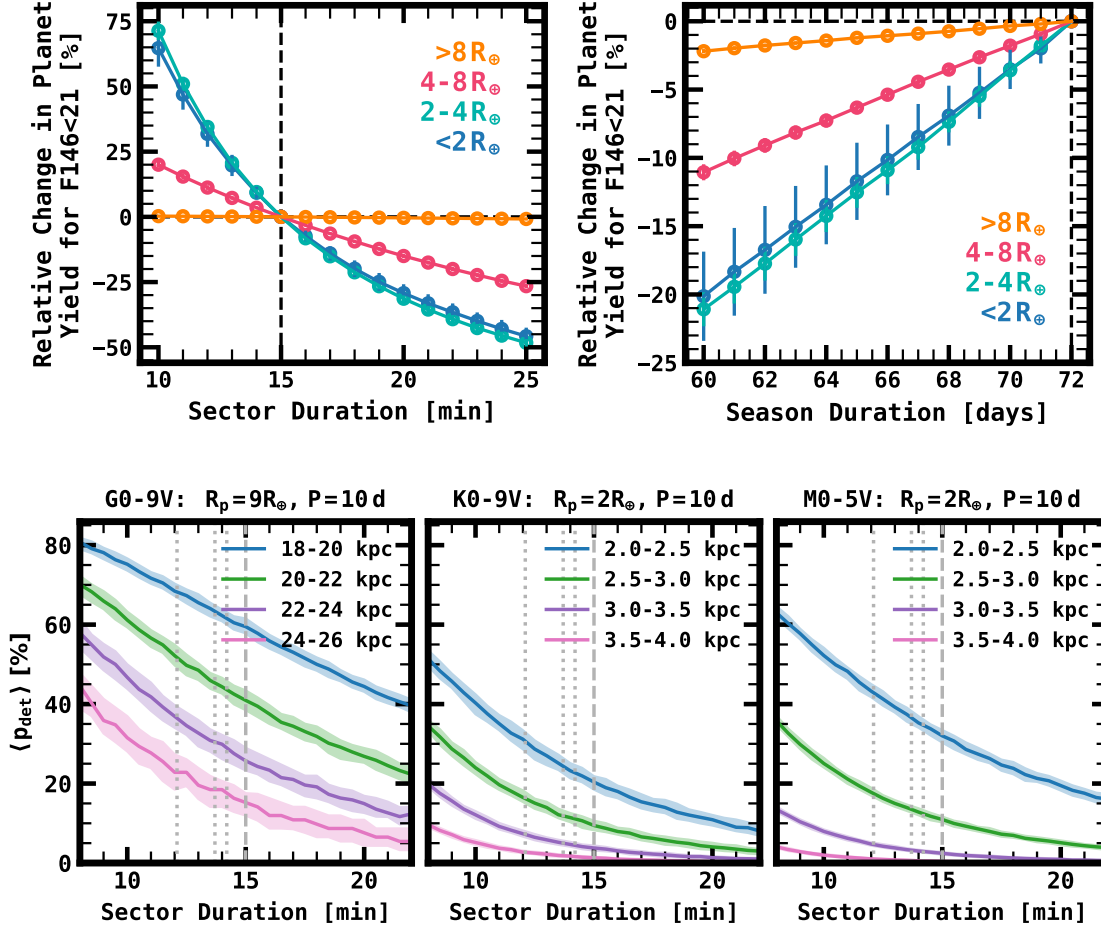 Relative Change in Planet
Yield for F146<21 [%]
75
50
25
0
−25
−50
>8R⊕
4-8R⊕
2-4R⊕
<2R⊕
10 15 20 25
Sector Duration [min]
Relative Change in Planet
Yield for F146<21 [%]
0
−5
−10
−15
−20
−25
>8R⊕
4-8R⊕
2-4R⊕
<2R⊕
60 62 64 66 68 70 72
Season Duration [days]
⟨p_det⟩ [%]
80
60
40
20
0
G0-9V: R_p=9R⊕, P=10d
18-20 kpc
20-22 kpc
22-24 kpc
24-26 kpc
10 15 20
Sector Duration [min]
K0-9V: R_p=2R⊕, P=10d
2.0-2.5 kpc
2.5-3.0 kpc
3.0-3.5 kpc
3.5-4.0 kpc
10 15 20
Sector Duration [min]
M0-5V: R_p=2R⊕, P=10d
2.0-2.5 kpc
2.5-3.0 kpc
3.0-3.5 kpc
3.5-4.0 kpc
10 15 20
Sector Duration [min]